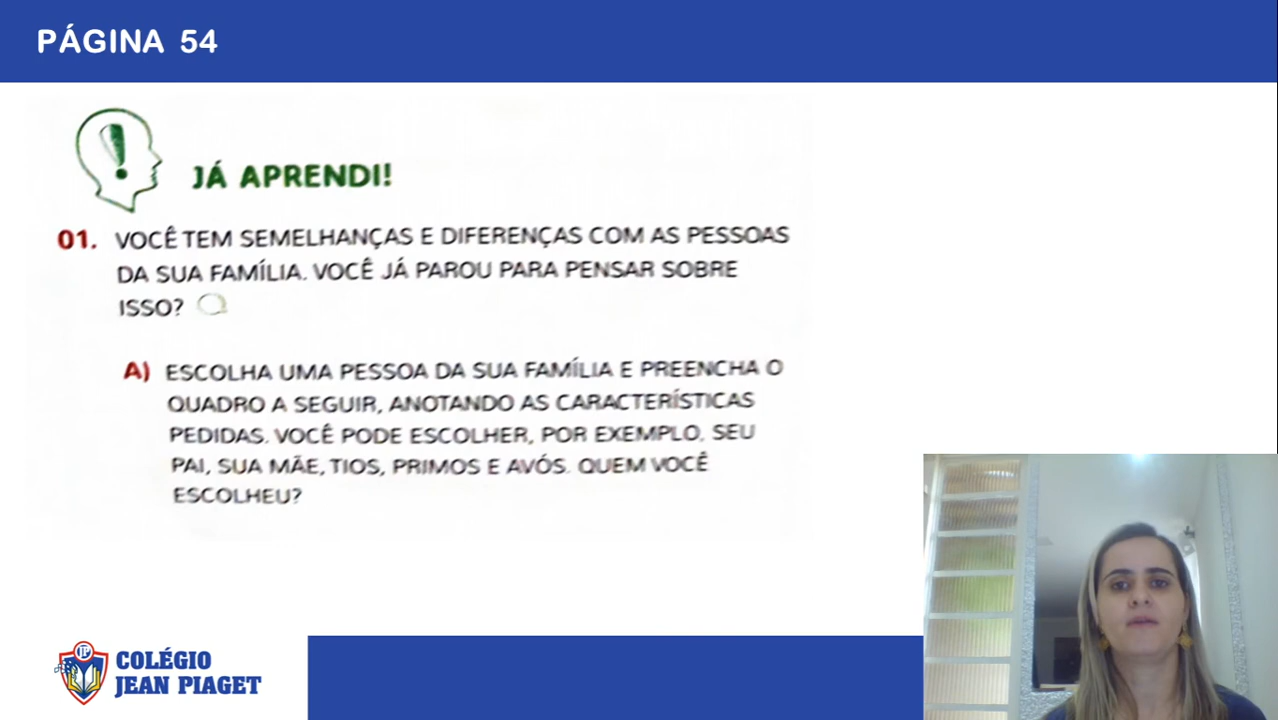 PÁGINA 54
JÁ APRENDI!
01. VOCÊ TEM SEMELHANÇAS E DIFERENÇAS COM AS PESSOAS
DA SUA FAMÍLIA. VOCÊ JÁ PAROU PARA PENSAR SOBRE
ISSO?
A) ESCOLHA UMA PESSOA DA SUA FAMÍLIA E PREENCHA O
QUADRO A SEGUIR, ANOTANDO AS CARACTERÍSTICAS
PEDIDAS. VOCÊ PODE ESCOLHER, POR EXEMPLO, SEU
PAI, SUA MÃE, TIOS, PRIMOS E AVÓS. QUEM VOCÊ
ESCOLHEU?
COLÉGIO
JEAN PIAGET